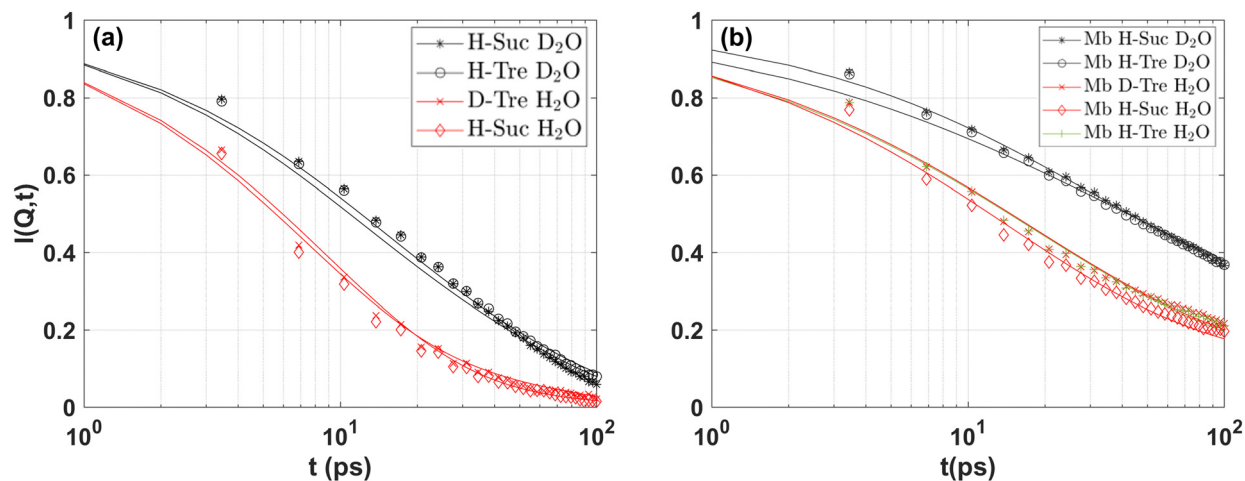 (a)
H-Suc D₂O
H-Tre D₂O
D-Tre H₂O
H-Suc H₂O
1
0.8
0.6
0.4
0.2
0
I(Q,t)
10⁰
10¹
10²
t (ps)
(b)
Mb H-Suc D₂O
Mb H-Tre D₂O
Mb D-Tre H₂O
Mb H-Suc H₂O
Mb H-Tre H₂O
1
0.8
0.6
0.4
0.2
0
10⁰
10¹
10²
t(ps)